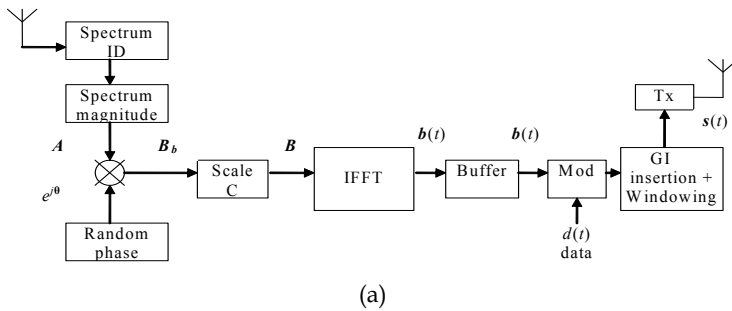 Spectrum
ID
Spectrum
magnitude
A
B_b
e^{jθ}
Random
phase
Scale
C
B
IFFT
b(t)
Buffer
b(t)
Mod
d(t)
data
GI
insertion +
Windowing
Tx
s(t)
(a)